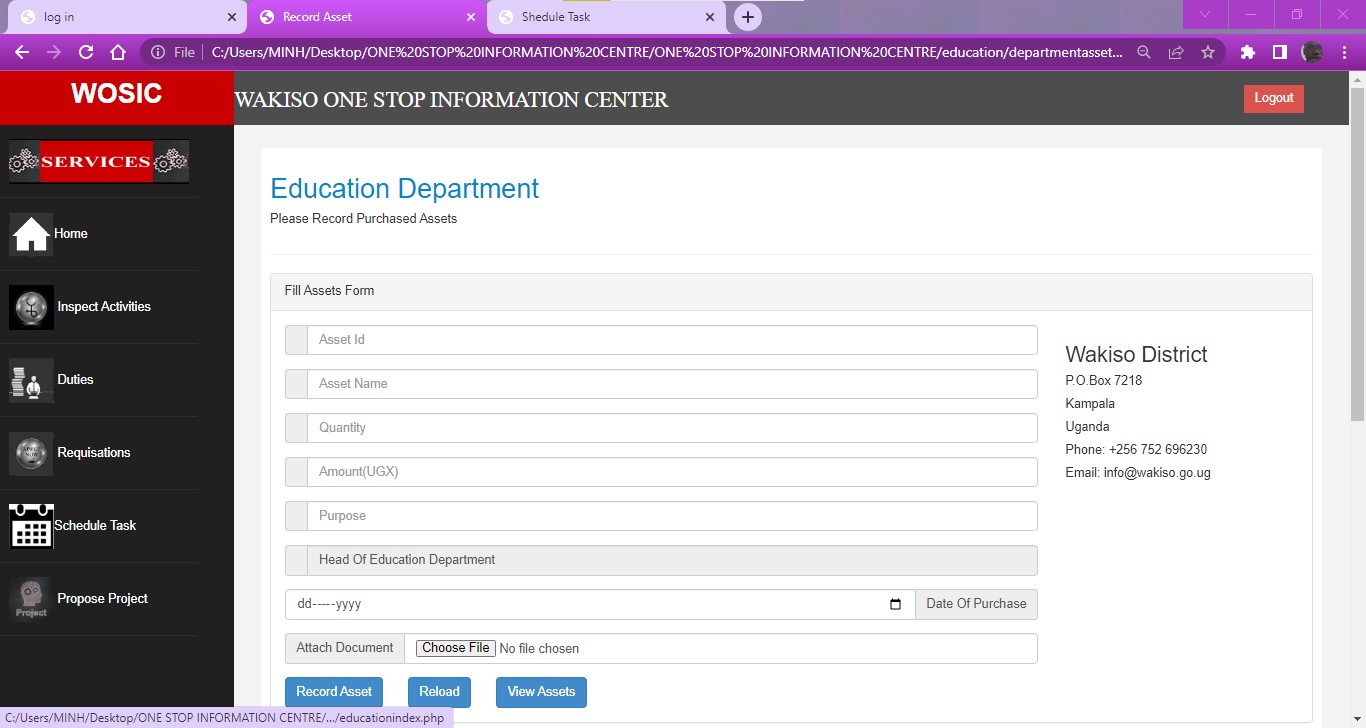 log in
Record Asset
Shedule Task
File
C:/Users/MINH/Desktop/ONE%20STOP%20INFORMATION%20CENTRE/ONE%20STOP%20INFORMATION%20CENTRE/education/departmentasset...
WOSIC
WAKISO ONE STOP INFORMATION CENTER
Logout
SERVICES
Home
Inspect Activities
Duties
Requisations
Schedule Task
Project
Propose Project
Education Department
Please Record Purchased Assets
Fill Assets Form
Asset Id
Asset Name
Quantity
Amount(UGX)
Purpose
Head Of Education Department
dd-----yyyy
Date Of Purchase
Attach Document
Choose File No file chosen
Record Asset
Reload
View Assets
Wakiso District
P.O.Box 7218
Kampala
Uganda
Phone: +256 752 696230
Email: info@wakiso.go.ug
C:/Users/MINH/Desktop/ONE STOP INFORMATION CENTRE/.../educationindex.php